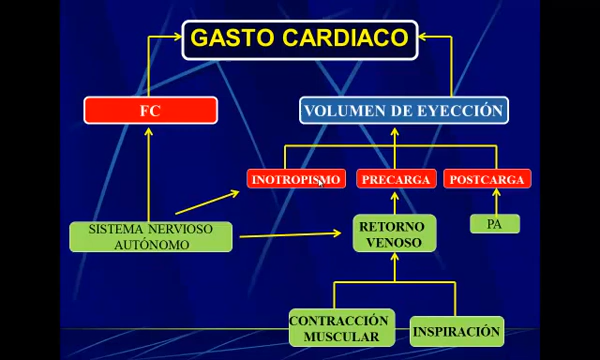 GASTO CARDIACO
FC
VOLUMEN DE EYECCIÓN
INOTROPISMO
PRECARGA
POSTCARGA
SISTEMA NERVIOSO
AUTÓNOMO
RETORNO
VENOSO
PA
CONTRACCIÓN
MUSCULAR
INSPIRACIÓN